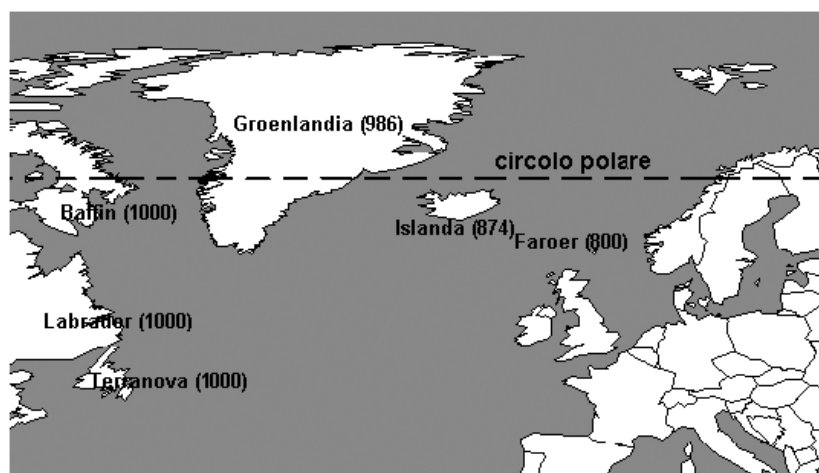 Groenlandia (986)
circolo polare
Baffin (1000)
Islanda (874)
Faroer (800)
Labrador (1000)
Terranova (1000)